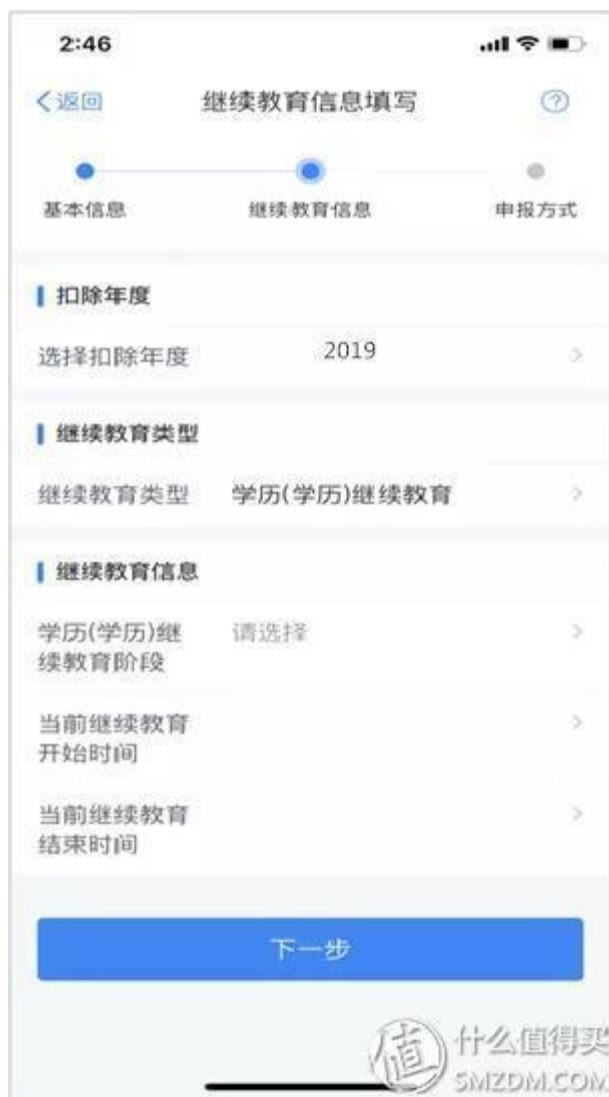 2:46
返回 继续教育信息填写 ?
基本信息 继续教育信息 申报方式
扣除年度
选择扣除年度 2019
继续教育类型
继续教育类型 学历(学历)继续教育
继续教育信息
学历(学历)继 请选择
续教育阶段
当前继续教育
开始时间
当前继续教育
结束时间
下一步
值 什么值得买
SMZDM.COM